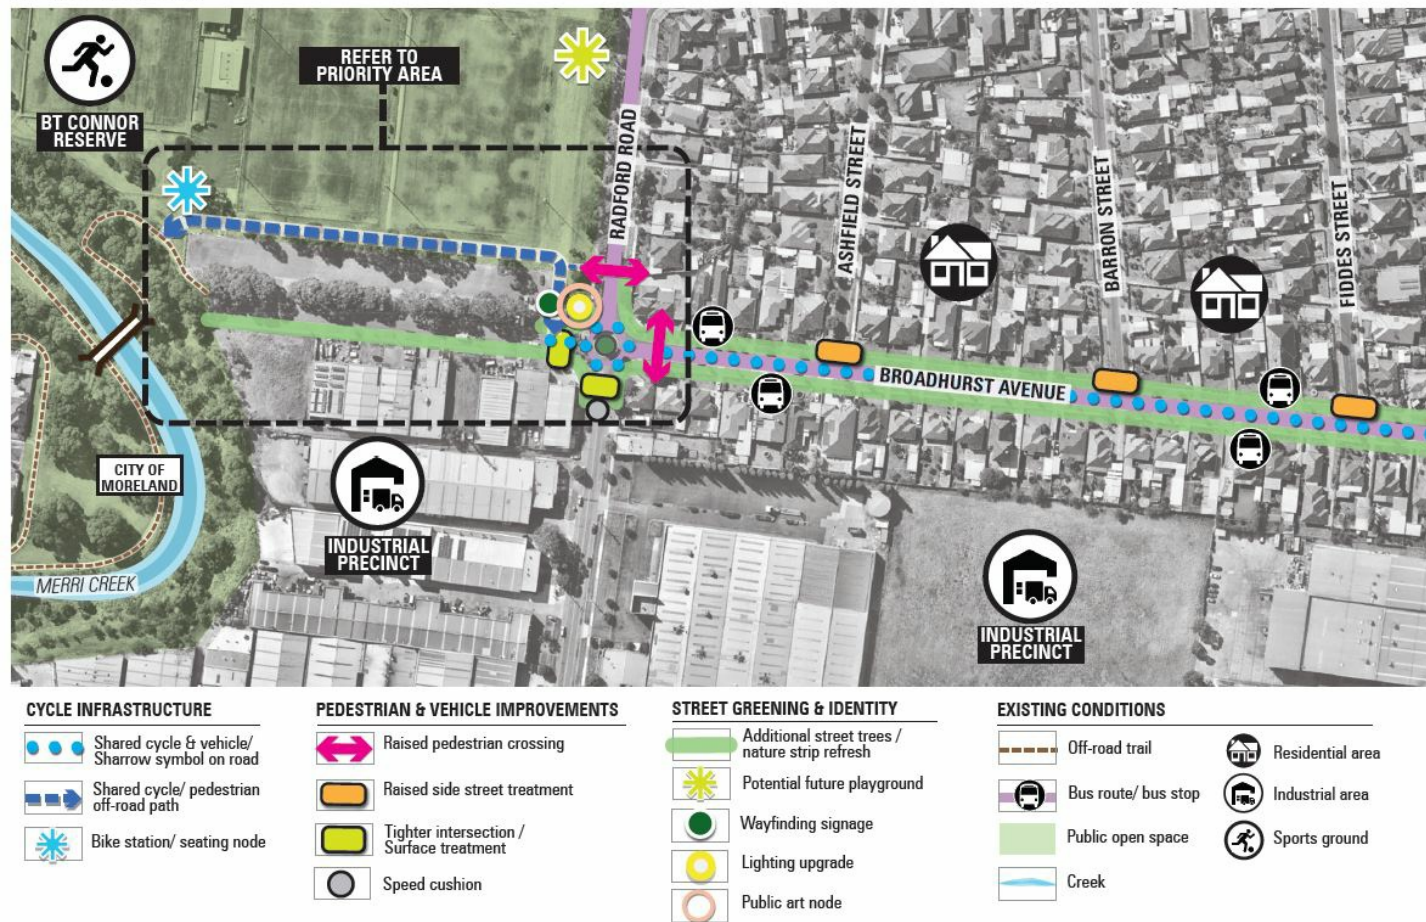 REFER TO
PRIORITY AREA
BT CONNOR
RESERVE
RADFORD ROAD
ASHFIELD STREET
BARRON STREET
FIDDES STREET
BROADHURST AVENUE
CITY OF
MORELAND
MERRI CREEK
INDUSTRIAL
PRECINCT
INDUSTRIAL
PRECINCT
CYCLE INFRASTRUCTURE
Shared cycle & vehicle/
Sharrow symbol on road
Shared cycle/ pedestrian
off-road path
Bike station/ seating node
PEDESTRIAN & VEHICLE IMPROVEMENTS
Raised pedestrian crossing
Raised side street treatment
Tighter intersection /
Surface treatment
Speed cushion
STREET GREENING & IDENTITY
Additional street trees /
nature strip refresh
Potential future playground
Wayfinding signage
Lighting upgrade
Public art node
EXISTING CONDITIONS
Off-road trail
Bus route/ bus stop
Public open space
Creek
Residential area
Industrial area
Sports ground